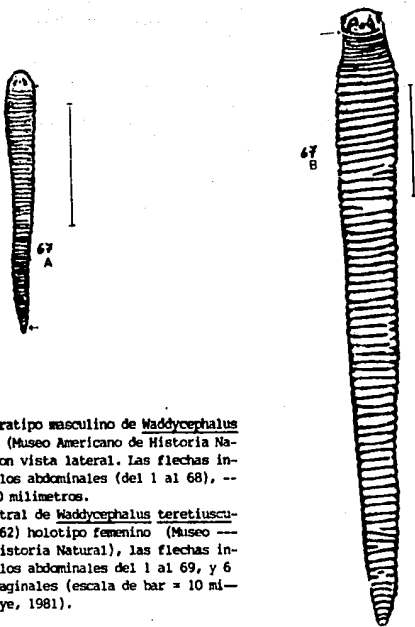 67
A
67
B
ratipo masculino de Waddycephalus
(Museo Americano de Historia Na-
on vista lateral. Las flechas in-
los abdominales (del 1 al 68), --
0 milimetros.
tral de Waddycephalus teretiuscu-
62) holotipo femenino (Museo ---
istoria Natural), las flechas in-
los abdominales del 1 al 69, y 6
aginales (escala de bar = 10 mi-
ye, 1981).